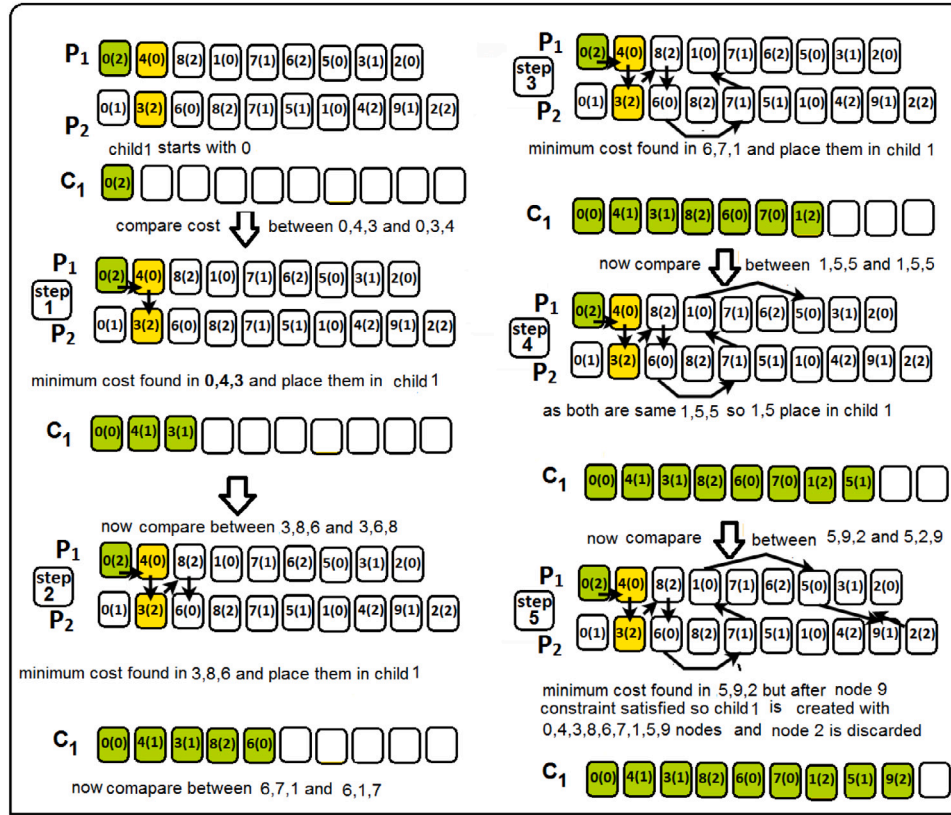 P1 0(2) 4(0) 8(2) 1(0) 7(1) 6(2) 5(0) 3(1) 2(0)
P2 0(1) 3(2) 6(0) 8(2) 7(1) 5(1) 1(0) 4(2) 9(1) 2(2)
child1 starts with 0
C1 0(2)
compare cost between 0,4,3 and 0,3,4
P1 0(2) 4(0) 8(2) 1(0) 7(1) 6(2) 5(0) 3(1) 2(0)
step
1
P2 0(1) 3(2) 6(0) 8(2) 7(1) 5(1) 1(0) 4(2) 9(1) 2(2)
minimum cost found in 0,4,3 and place them in child 1
C1 0(0) 4(1) 3(1)
now compare between 3,8,6 and 3,6,8
P1 0(2) 4(0) 8(2) 1(0) 7(1) 6(2) 5(0) 3(1) 2(0)
step
2
P2 0(1) 3(2) 6(0) 8(2) 7(1) 5(1) 1(0) 4(2) 9(1) 2(2)
minimum cost found in 3,8,6 and place them in child 1
C1 0(0) 4(1) 3(1) 8(2) 6(0)
now comapare between 6,7,1 and 6,1,7
P1 0(2) 4(0) 8(2) 1(0) 7(1) 6(2) 5(0) 3(1) 2(0)
step
3
P2 0(1) 3(2) 6(0) 8(2) 7(1) 5(1) 1(0) 4(2) 9(1) 2(2)
minimum cost found in 6,7,1 and place them in child 1
C1 0(0) 4(1) 3(1) 8(2) 6(0) 7(0) 1(2)
now compare between 1,5,5 and 1,5,5
P1 0(2) 4(0) 8(2) 1(0) 7(1) 6(2) 5(0) 3(1) 2(0)
step
4
P2 0(1) 3(2) 6(0) 8(2) 7(1) 5(1) 1(0) 4(2) 9(1) 2(2)
as both are same 1,5,5 so 1,5 place in child 1
C1 0(0) 4(1) 3(1) 8(2) 6(0) 7(0) 1(2) 5(1)
now comapare between 5,9,2 and 5,2,9
P1 0(2) 4(0) 8(2) 1(0) 7(1) 6(2) 5(0) 3(1) 2(0)
step
5
P2 0(1) 3(2) 6(0) 8(2) 7(1) 5(1) 1(0) 4(2) 9(1) 2(2)
minimum cost found in 5,9,2 but after node 9
constraint satisfied so child 1 is created with
0,4,3,8,6,7,1,5,9 nodes and node 2 is discarded
C1 0(0) 4(1) 3(1) 8(2) 6(0) 7(0) 1(2) 5(1) 9(2)